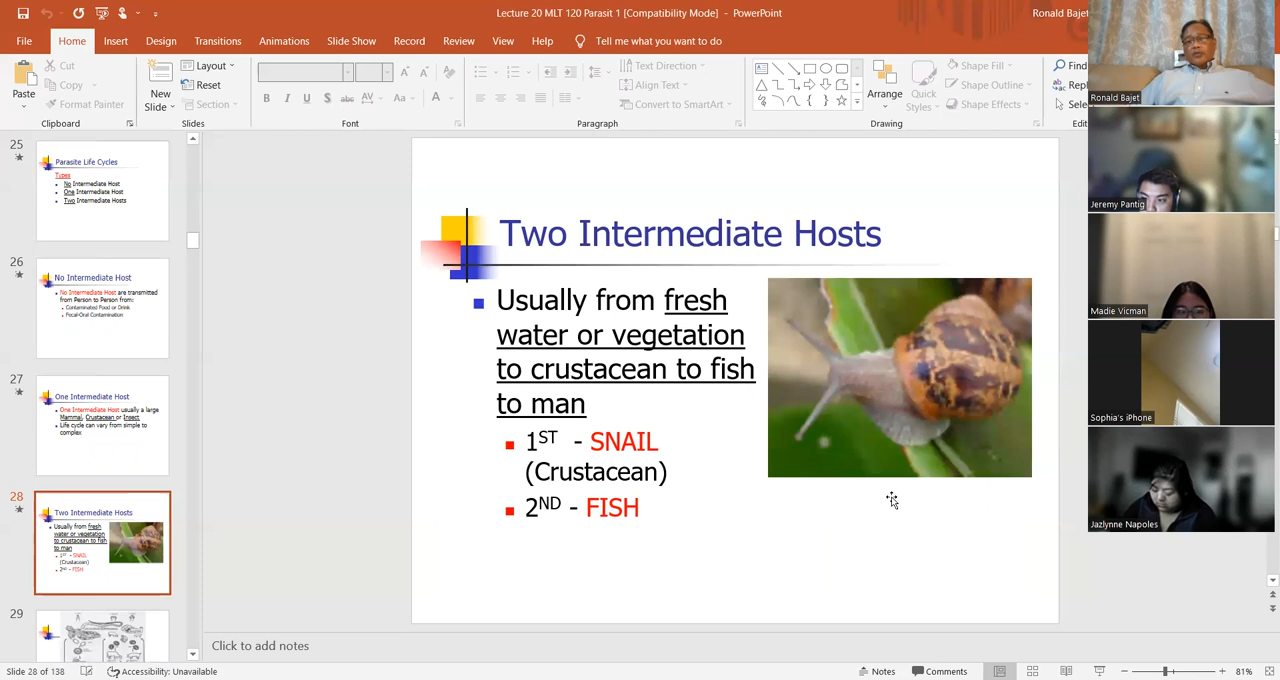 Lecture 20 MLT 120 Parasit 1 [Compatibility Mode] - PowerPoint
Ronald Bajet
File Home Insert Design Transitions Animations Slide Show Record Review View Help Tell me what you want to do
Paste
Cut
Copy
Format Painter
Clipboard
New Slide
Layout
Reset
Section
Slides
B I U S abc AV Aa A
Font
Text Direction
Align Text
Convert to SmartArt
Paragraph
Arrange
Quick Styles
Shape Fill
Shape Outline
Shape Effects
Drawing
Find
25
Parasite Life Cycles
Types
No Intermediate Host
One Intermediate Host
Two Intermediate Hosts
26
No Intermediate Host
No Intermediate Host are transmitted
from Person to Person from:
Contaminated Food or Drink
Fecal-Oral Contamination
27
One Intermediate Host
One Intermediate Host usually a large
Mammal, Crustacean or Insect
Life cycle can vary from simple to
complex
28
Two Intermediate Hosts
Usually from fresh
water or vegetation
to crustacean to fish
to man
1ST - SNAIL
(Crustacean)
2ND - FISH
29
Two Intermediate Hosts
Usually from fresh
water or vegetation
to crustacean to fish
to man
1ST - SNAIL
(Crustacean)
2ND - FISH
Ronald Bajet
Jeremy Pantig
Madie Vicman
Sophia's iPhone
Jazlynne Napoles
Click to add notes
Slide 28 of 138
Accessibility: Unavailable
Notes
Comments
81%